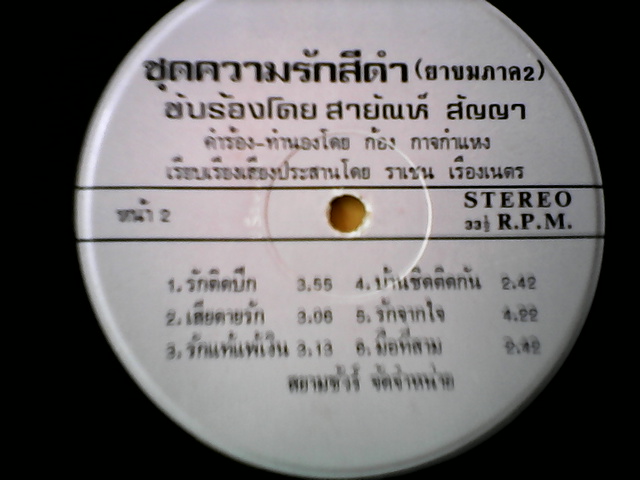 ชุดความรักสีดำ (ยาขมภาค2)
ขับร้องโดย สายัณห์ สัญญา
คำร้อง-ทำนองโดย ก้อง กาจกำแหง
เรียบเรียงเสียงประสานโดย ราเชน เรืองเนตร
หน้า 2
STEREO
33⅓ R.P.M.
1. รักติดบึก 3.55
2. เสียดายรัก 3.06
3. รักแท้แพ้เงิน 3.13
4. บ้านชิดติดกัน 2.42
5. รักจากใจ 4.22
6. มือที่สาม 2.42
สยามชัวร์ จัดจำหน่าย